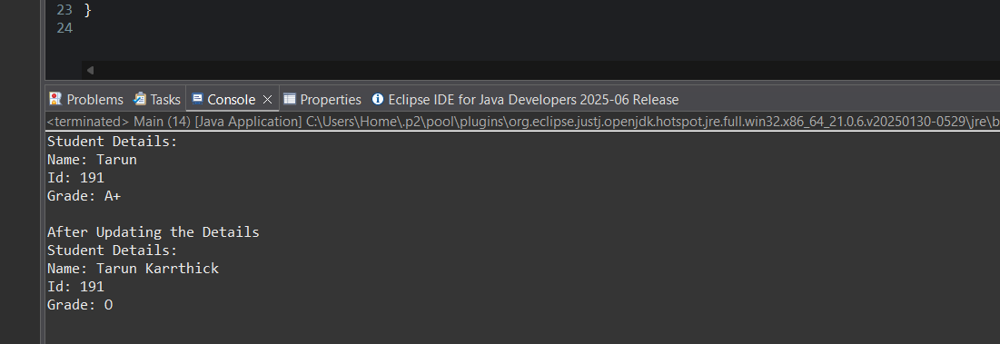 23 }
24
Problems Tasks Console Properties Eclipse IDE for Java Developers 2025-06 Release
<terminated> Main (14) [Java Application] C:\Users\Home\.p2\pool\plugins\org.eclipse.justj.openjdk.hotspot.jre.full.win32.x86_64_21.0.6.v20250130-0529\jre\b
Student Details:
Name: Tarun
Id: 191
Grade: A+

After Updating the Details
Student Details:
Name: Tarun Karrthick
Id: 191
Grade: O